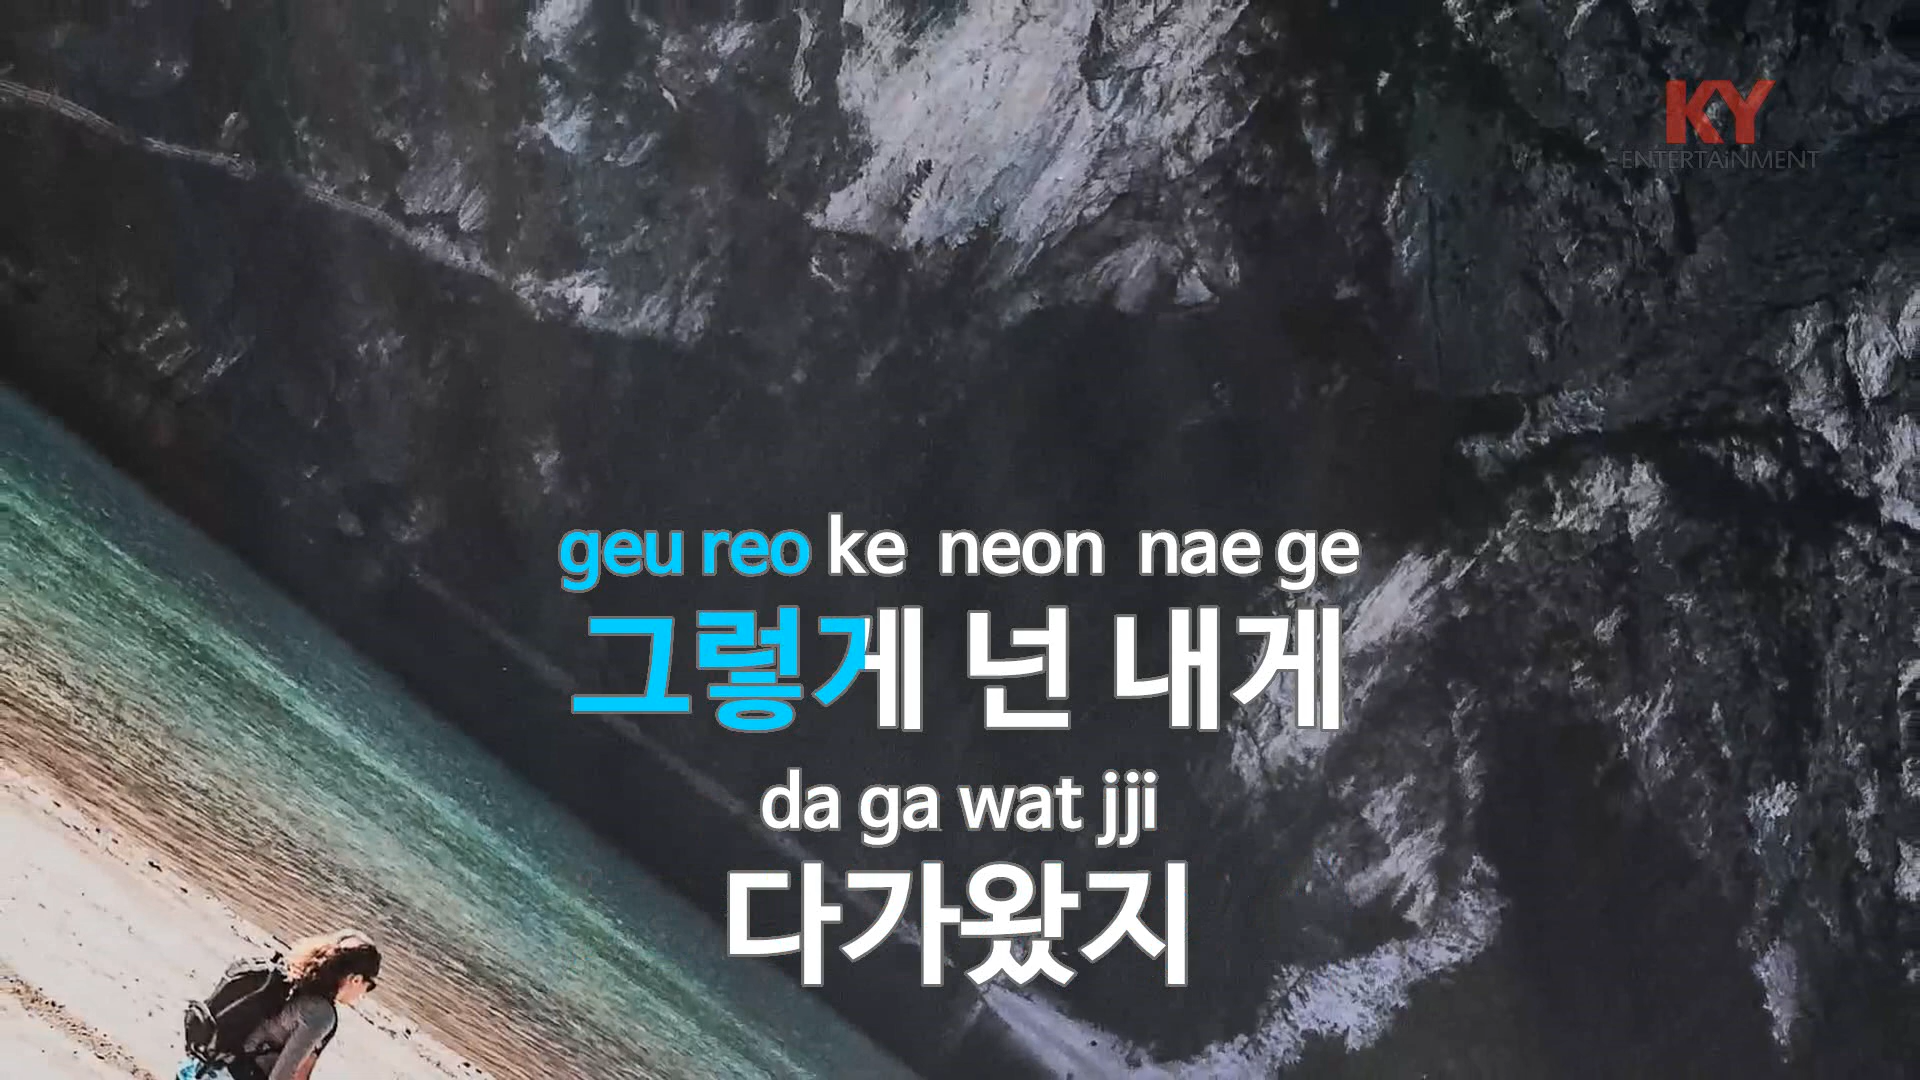 KY
ENTERTAiNMENT
geu reo ke neon nae ge
그렇게 넌 내게
da ga wat jji
다가왔지